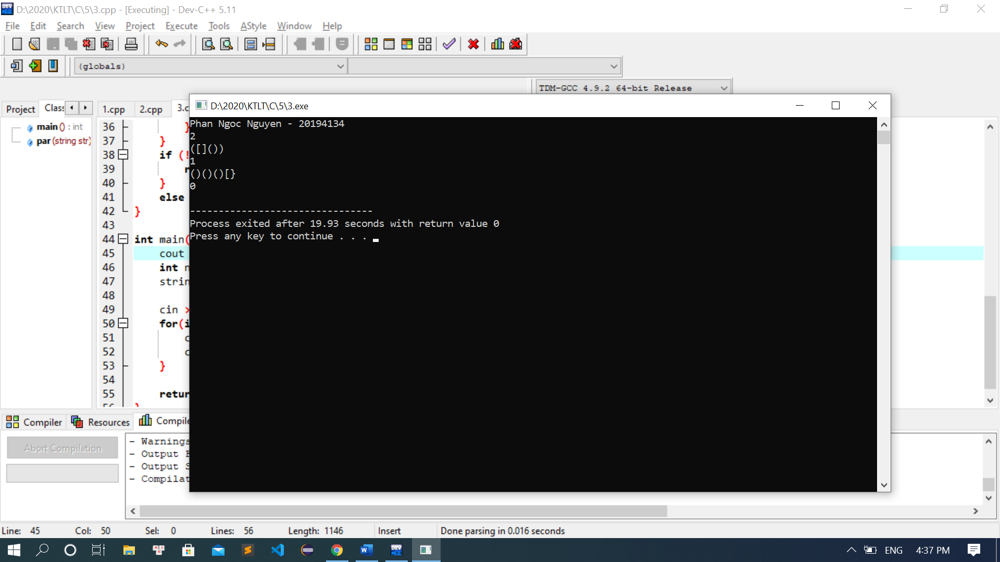 D:\2020\KTLT\C\5\3.cpp - [Executing] - Dev-C++ 5.11
File Edit Search View Project Execute Tools AStyle Window Help
(globals)
TDM-GCC 4.9.2 64-bit Release
Project Class 1.cpp 2.cpp 3.c
D:\2020\KTLT\C\5\3.exe
main () : int
par (string str)
36 }
37 }
38 if (!
39 r
40 }
41 else
42 }
43
44 int main(
45 cout
46 int n
47 strin
48
49 cin >
50 for(i
51 c
52 c
53 }
54
55 retur
56 }
Phan Ngoc Nguyen - 20194134
2
([]())
1
()()()[}
0
--------------------------------
Process exited after 19.93 seconds with return value 0
Press any key to continue . . .
Compiler Resources Compile
Abort Compilation
- Warnings
- Output E
- Output S
- Compilat
Line: 45 Col: 50 Sel: 0 Lines: 56 Length: 1146 Insert Done parsing in 0.016 seconds
DEV ENG 4:37 PM